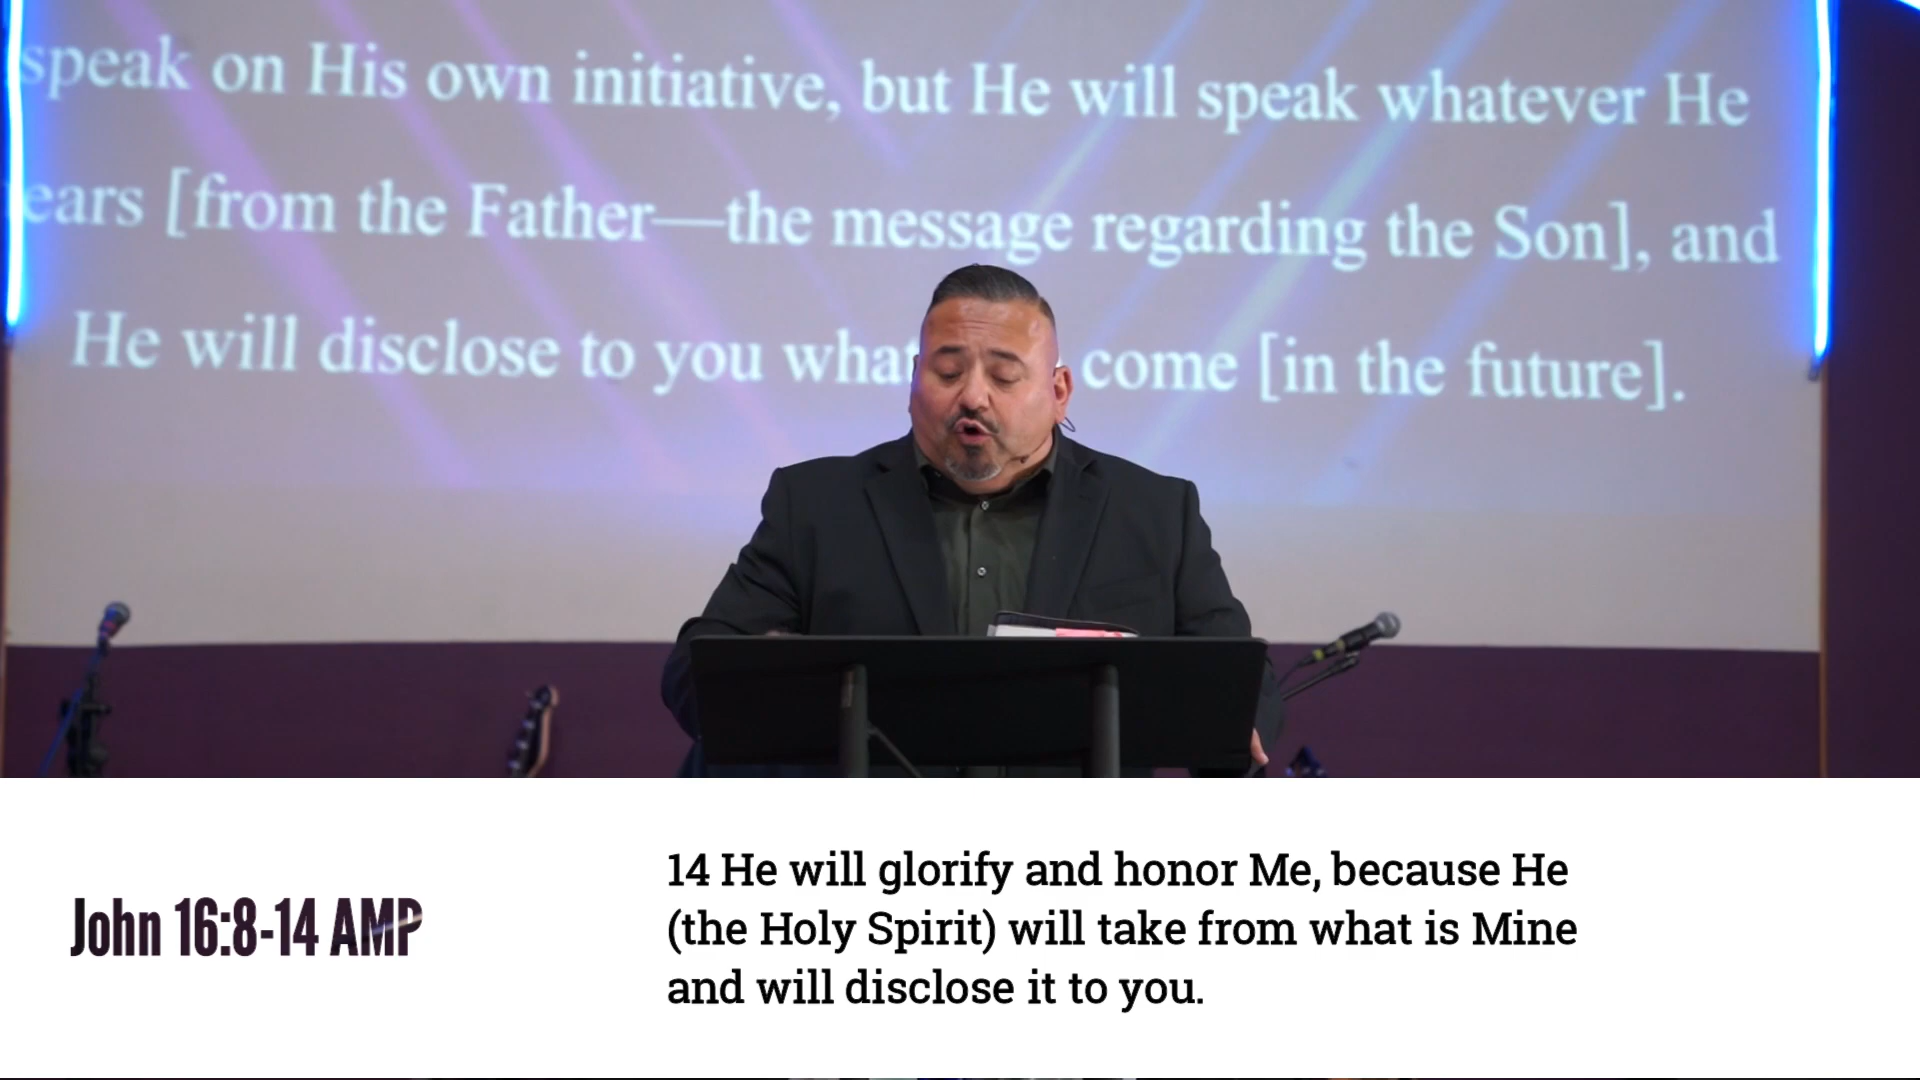 speak on His own initiative, but He will speak whatever He
ears [from the Father—the message regarding the Son], and
He will disclose to you what come [in the future].
John 16:8-14 AMP
14 He will glorify and honor Me, because He
(the Holy Spirit) will take from what is Mine
and will disclose it to you.